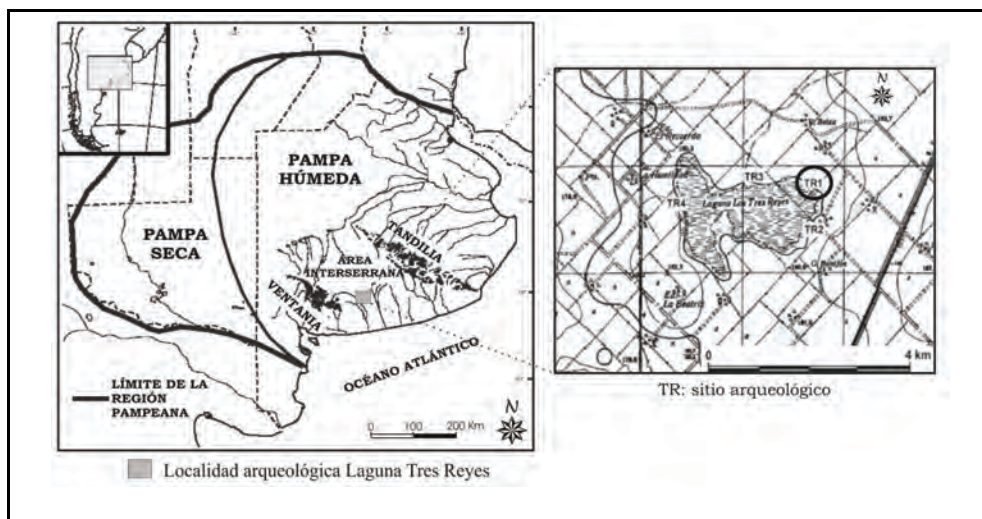 PAMPA
HÚMEDA
PAMPA
SECA
TANDILIA
ÁREA
INTERSERRANA
VENTANIA
OCÉANO ATLÁNTICO
LÍMITE DE LA
REGIÓN
PAMPEANA
N
0 100 200 Km
Localidad arqueológica Laguna Tres Reyes
N
TR3
TR1
Laguna Los Tres Reyes
TR4
TR2
La Beatriz
0 4 km
TR: sitio arqueológico